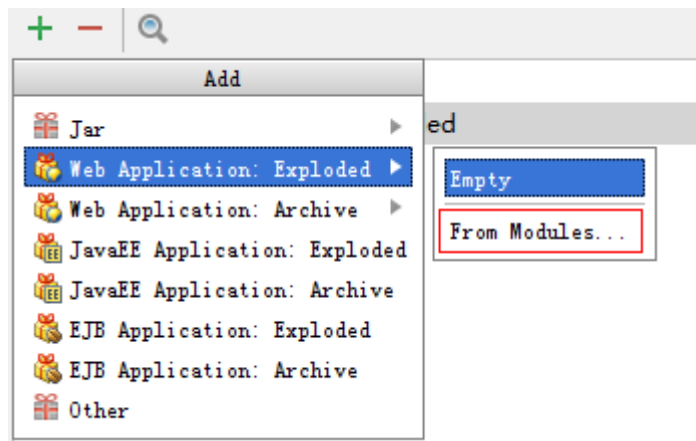 Add
Jar
ed
Web Application: Exploded
Empty
Web Application: Archive
From Modules...
JavaEE Application: Exploded
JavaEE Application: Archive
EJB Application: Exploded
EJB Application: Archive
Other